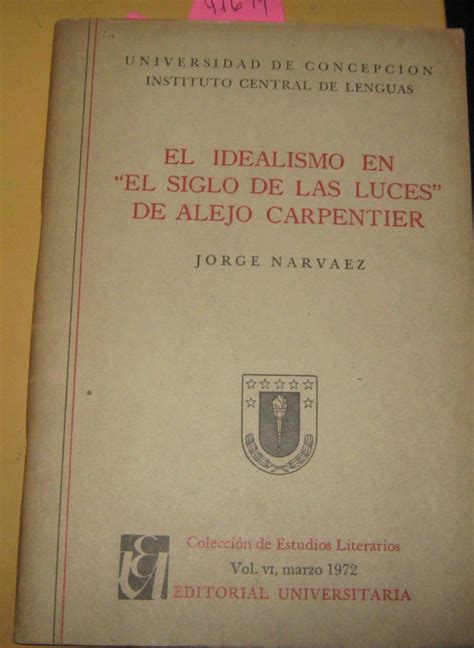 UNIVERSIDAD DE CONCEPCION
INSTITUTO CENTRAL DE LENGUAS
EL IDEALISMO EN
"EL SIGLO DE LAS LUCES"
DE ALEJO CARPENTIER
JORGE NARVAEZ
Colección de Estudios Literarios
Vol. VI, marzo 1972
EDITORIAL UNIVERSITARIA